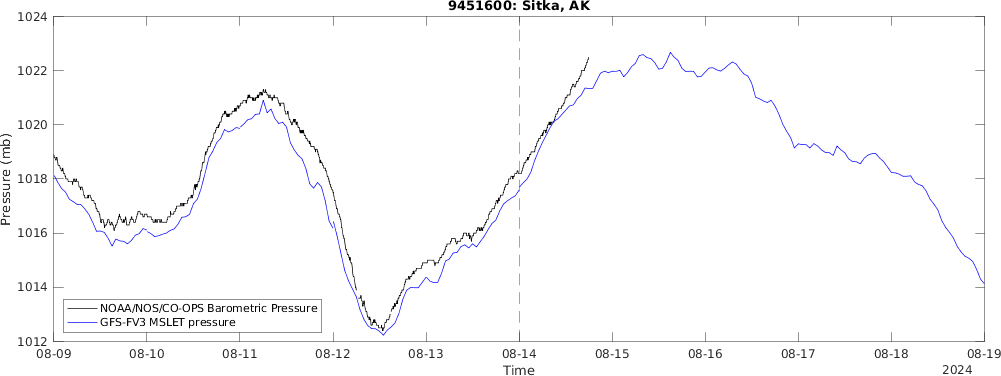 9451600: Sitka, AK
1024
1022
1020
1018
1016
1014
1012
Pressure (mb)
NOAA/NOS/CO-OPS Barometric Pressure
GFS-FV3 MSLET pressure
08-09 08-10 08-11 08-12 08-13 08-14 08-15 08-16 08-17 08-18 08-19
Time
2024